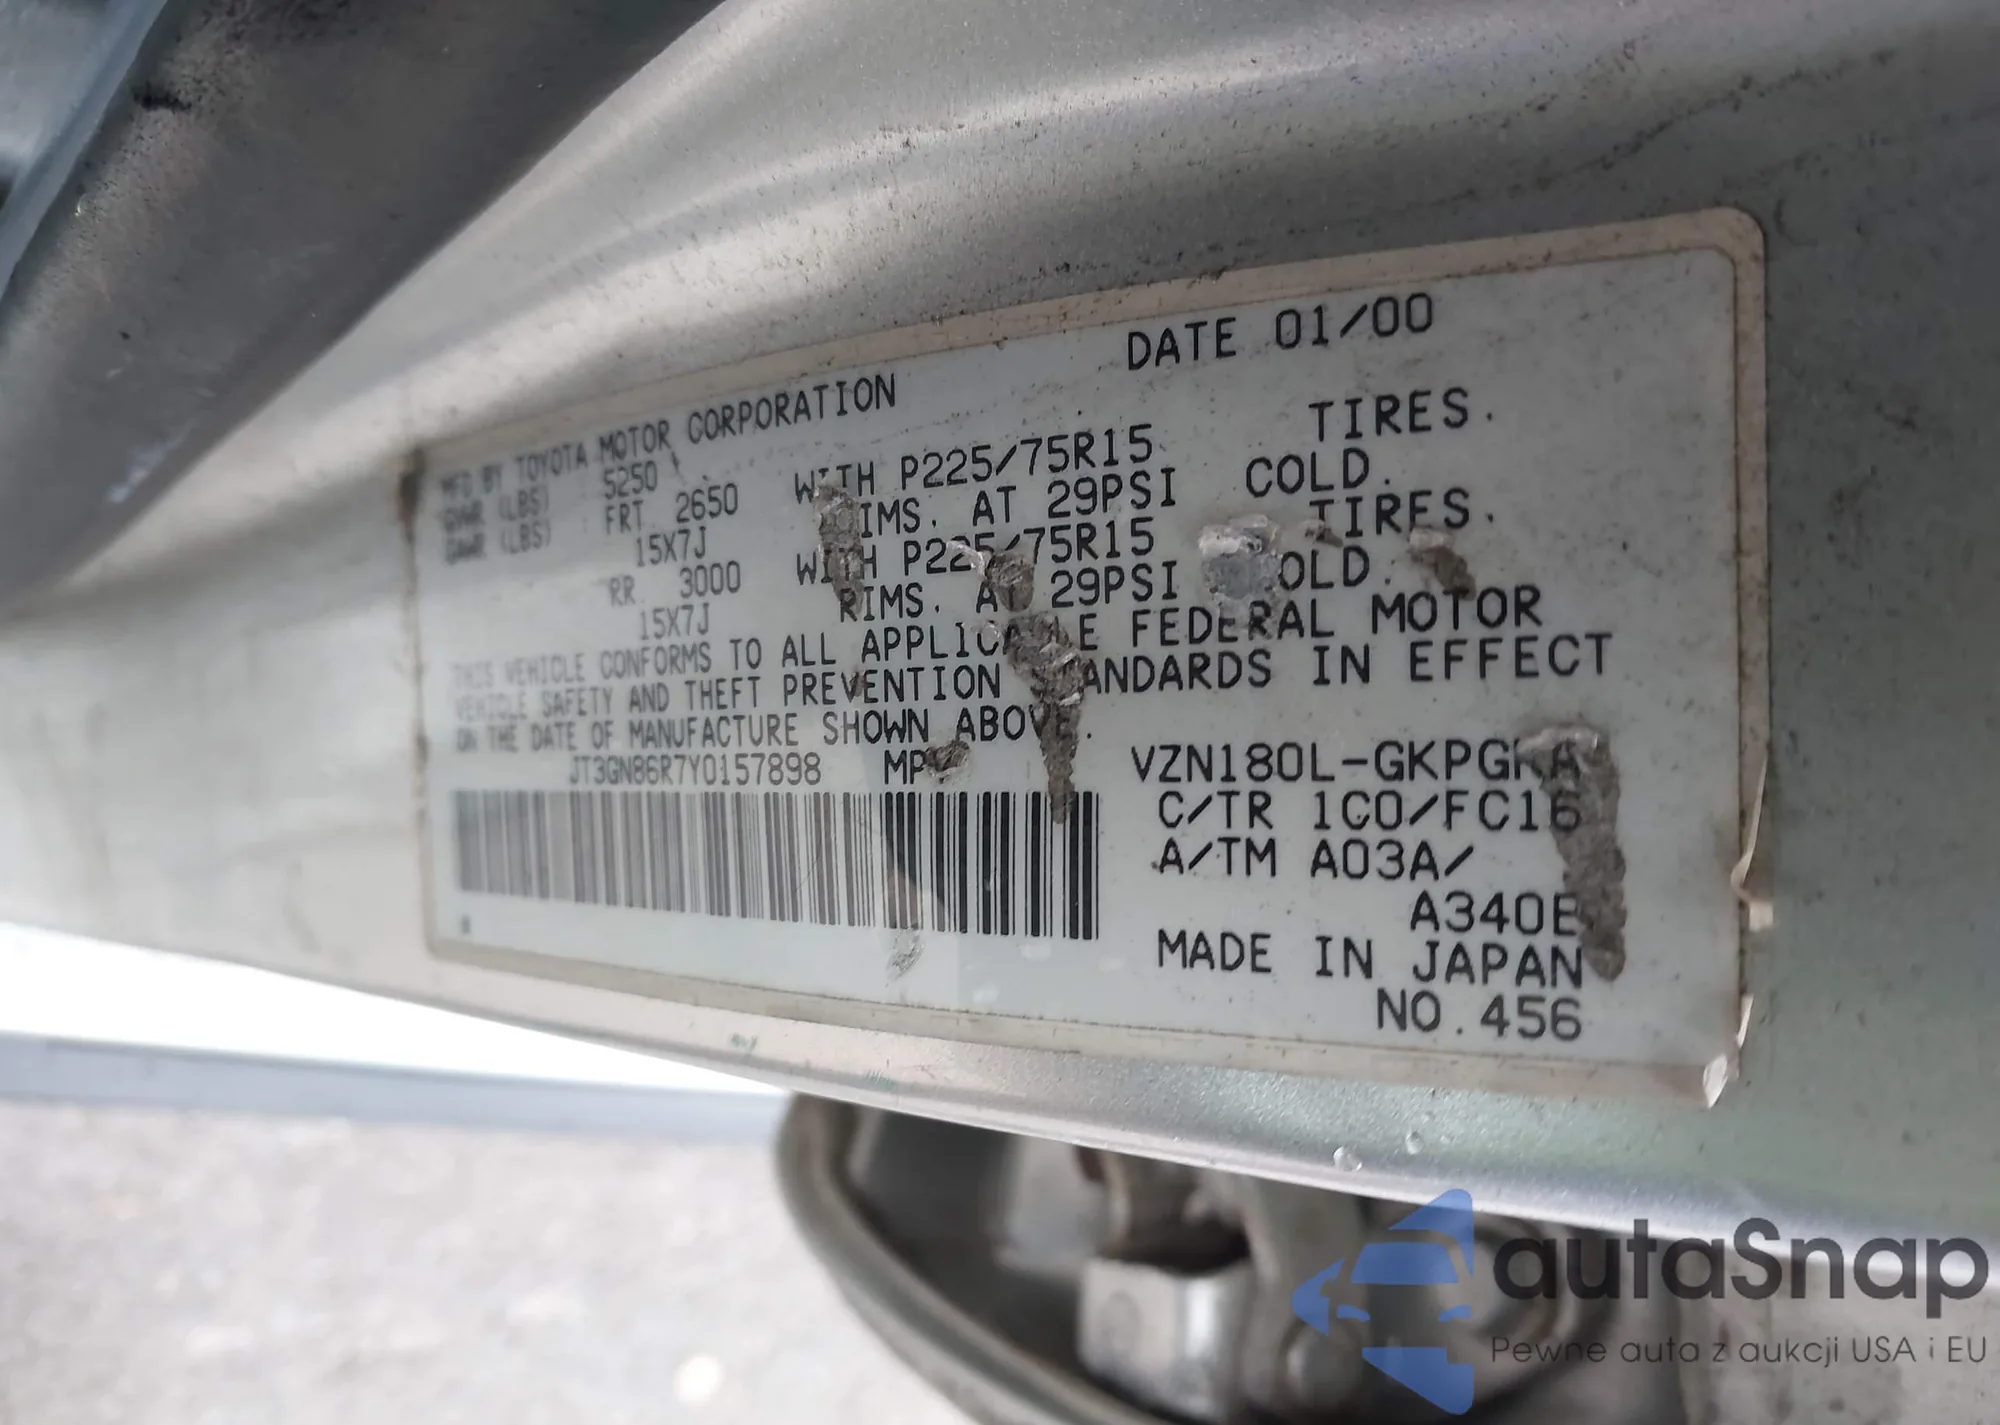 DATE 01/00
MFD BY TOYOTA MOTOR CORPORATION
GVWR (LBS) 5250
GAWR (LBS) FRT. 2650 WITH P225/75R15 TIRES.
15X7J RIMS. AT 29PSI COLD.
RR. 3000 WITH P225/75R15 TIRES.
15X7J RIMS. AT 29PSI COLD.
THIS VEHICLE CONFORMS TO ALL APPLICABLE FEDERAL MOTOR
VEHICLE SAFETY AND THEFT PREVENTION STANDARDS IN EFFECT
ON THE DATE OF MANUFACTURE SHOWN ABOVE.
JT3GN86R7Y0157898 MPV VZN180L-GKPGKA
C/TR 1C0/FC16
A/TM A03A/
A340E
MADE IN JAPAN
NO.456
autaSnap
Pewne auta z aukcji USA i EU